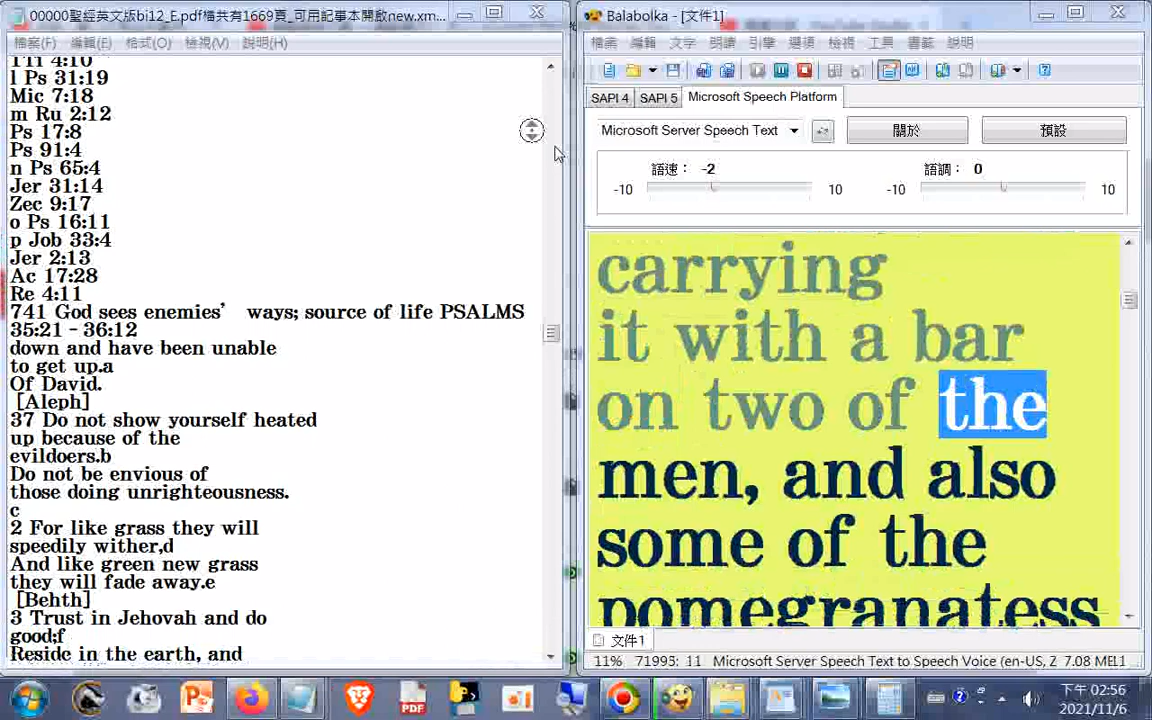 00000聖經英文版bi12_E.pdf檔共有1669頁_可用記事本開啟new.xm...
檔案(F) 編輯(E) 格式(O) 檢視(V) 說明(H)
1Ti 4:10
l Ps 31:19
Mic 7:18
m Ru 2:12
Ps 17:8
Ps 91:4
n Ps 65:4
Jer 31:14
Zec 9:17
o Ps 16:11
p Job 33:4
Jer 2:13
Ac 17:28
Re 4:11
741 God sees enemies’ ways; source of life PSALMS
35:21–36:12
down and have been unable
to get up.a
Of David.
[Aleph]
37 Do not show yourself heated
up because of the
evildoers.b
Do not be envious of
those doing unrighteousness.
c
2 For like grass they will
speedily wither,d
And like green new grass
they will fade away.e
[Behth]
3 Trust in Jehovah and do
good;f
Reside in the earth, and
Balabolka - [文件1]
檔案 編輯 文字 朗讀 引擎 選項 檢視 工具 書籤 說明
SAPI 4 SAPI 5 Microsoft Speech Platform
Microsoft Server Speech Text 關於 預設
語速： -2 語調： 0
-10 10 -10 10
carrying
it with a bar
on two of the
men, and also
some of the
pomegranatess
文件1
11% 71993: 11 Microsoft Server Speech Text to Speech Voice (en-US, Z 7.08 MB
下午 02:56
2021/11/6